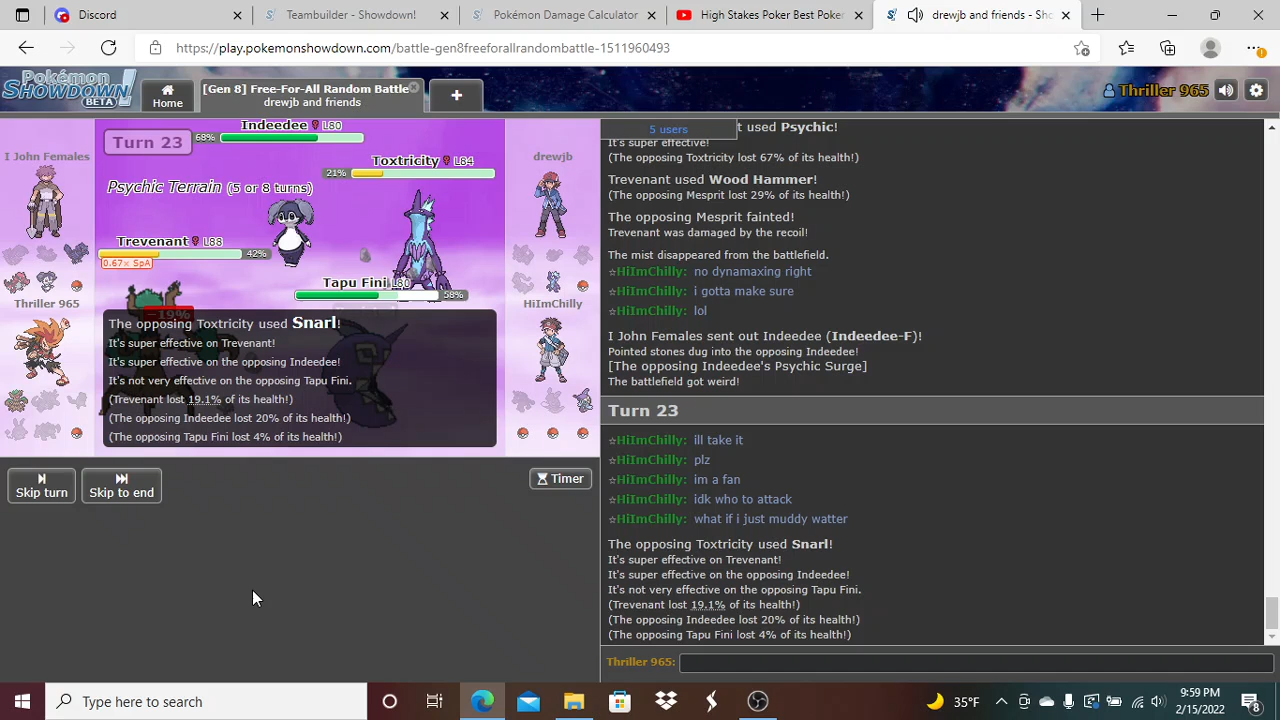 Discord
Teambuilder - Showdown!
Pokémon Damage Calculator
High Stakes Poker Best Poker
drewjb and friends - Sho
https://play.pokemonshowdown.com/battle-gen8freeforallrandombattle-1511960493
Pokémon
SHOWDOWN!
BETA
Home
[Gen 8] Free-For-All Random Battle
drewjb and friends
Thriller 965
Turn 23
Indeedee L80
68%
Toxtricity L84
21%
Psychic Terrain (5 or 8 turns)
Trevenant L88
42%
0.67× SpA
Tapu Fini L80
58%
−19%
I John Females
drewjb
Thriller 965
HiImChilly
The opposing Toxtricity used Snarl!
It's super effective on Trevenant!
It's super effective on the opposing Indeedee!
It's not very effective on the opposing Tapu Fini.
(Trevenant lost 19.1% of its health!)
(The opposing Indeedee lost 20% of its health!)
(The opposing Tapu Fini lost 4% of its health!)
Skip turn
Skip to end
Timer
5 users
t used Psychic!
It's super effective!
(The opposing Toxtricity lost 67% of its health!)
Trevenant used Wood Hammer!
(The opposing Mesprit lost 29% of its health!)
The opposing Mesprit fainted!
Trevenant was damaged by the recoil!
The mist disappeared from the battlefield.
☆HiImChilly: no dynamaxing right
☆HiImChilly: i gotta make sure
☆HiImChilly: lol
I John Females sent out Indeedee (Indeedee-F)!
Pointed stones dug into the opposing Indeedee!
[The opposing Indeedee's Psychic Surge]
The battlefield got weird!
Turn 23
☆HiImChilly: ill take it
☆HiImChilly: plz
☆HiImChilly: im a fan
☆HiImChilly: idk who to attack
☆HiImChilly: what if i just muddy watter
The opposing Toxtricity used Snarl!
It's super effective on Trevenant!
It's super effective on the opposing Indeedee!
It's not very effective on the opposing Tapu Fini.
(Trevenant lost 19.1% of its health!)
(The opposing Indeedee lost 20% of its health!)
(The opposing Tapu Fini lost 4% of its health!)
Thriller 965:
Type here to search
35°F
9:59 PM
2/15/2022
8